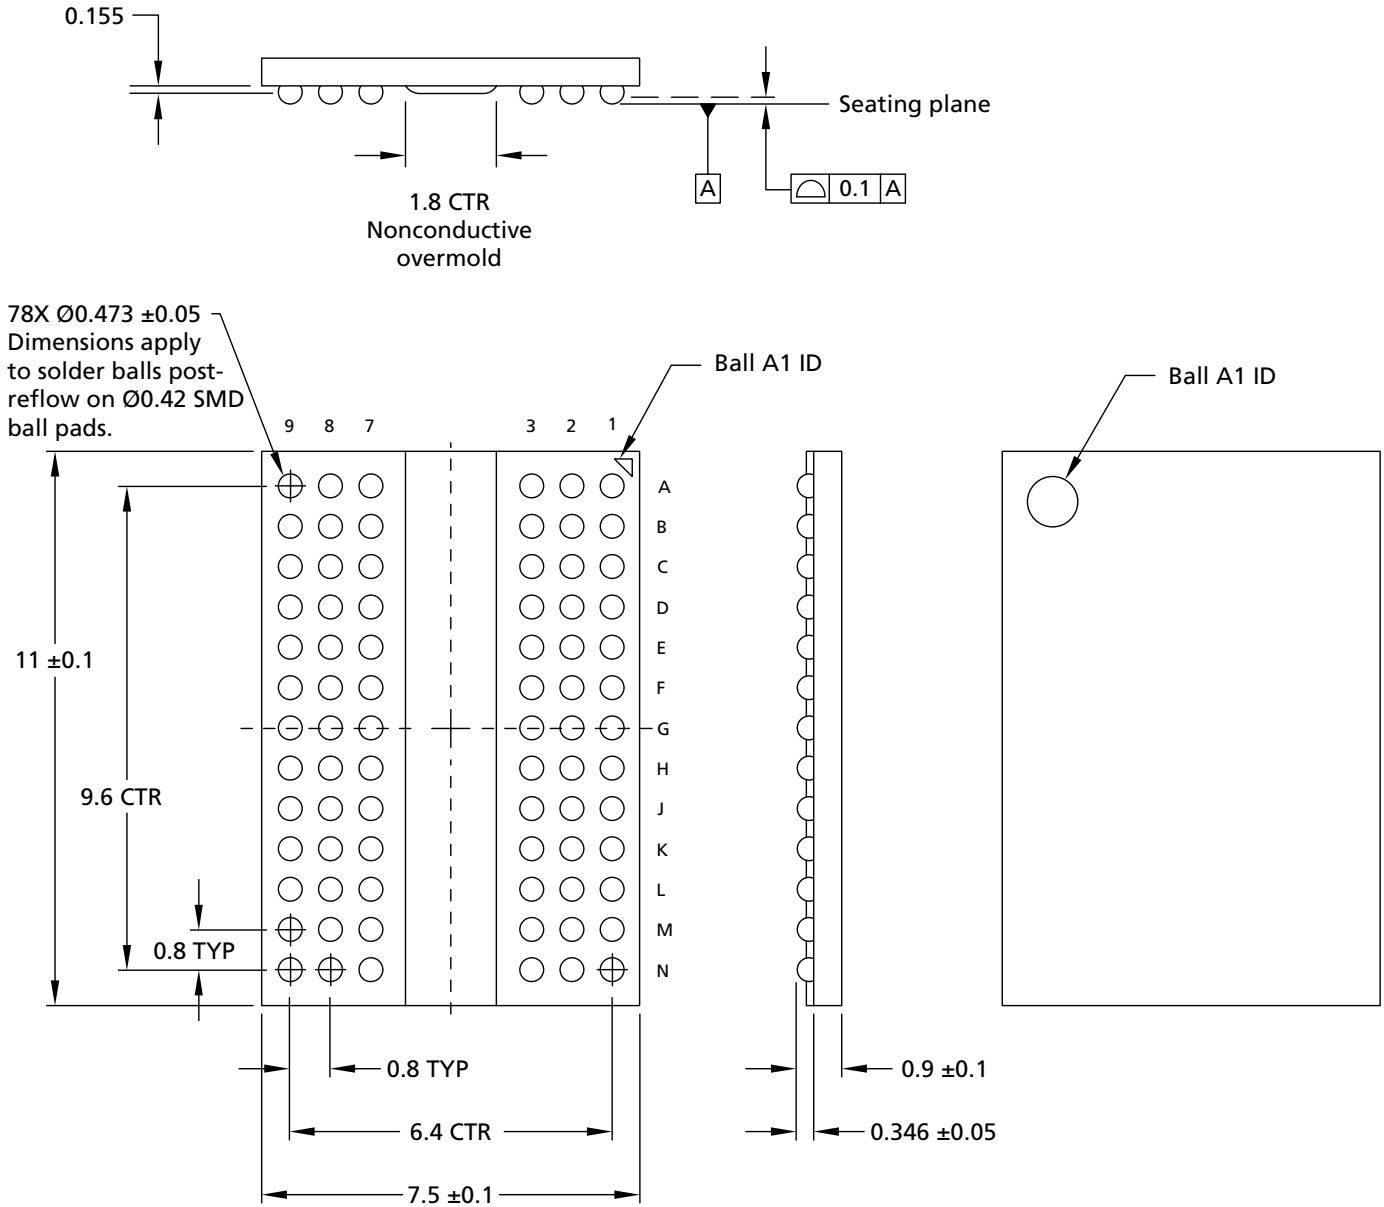 0.155
Seating plane
A
0.1 A
1.8 CTR
Nonconductive
overmold
78X Ø0.473 ±0.05
Dimensions apply
to solder balls post-
reflow on Ø0.42 SMD
ball pads.
Ball A1 ID
Ball A1 ID
9 8 7 3 2 1
A
B
C
D
E
F
G
H
J
K
L
M
N
11 ±0.1
9.6 CTR
0.8 TYP
0.8 TYP
0.9 ±0.1
6.4 CTR
0.346 ±0.05
7.5 ±0.1